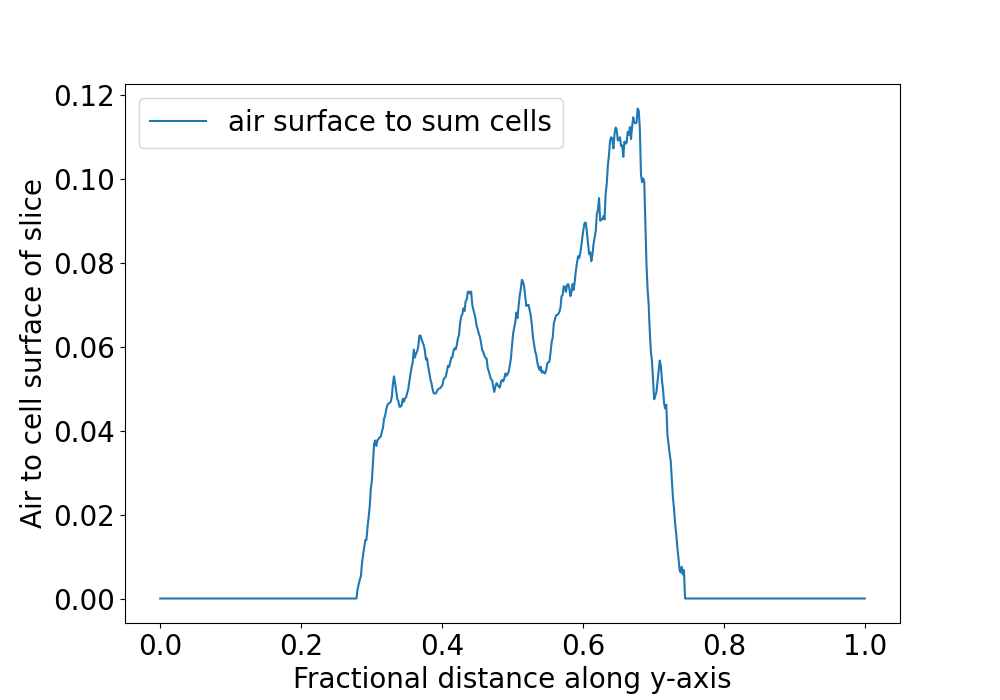 air surface to sum cells
Air to cell surface of slice
0.12
0.10
0.08
0.06
0.04
0.02
0.00
0.0 0.2 0.4 0.6 0.8 1.0
Fractional distance along y-axis